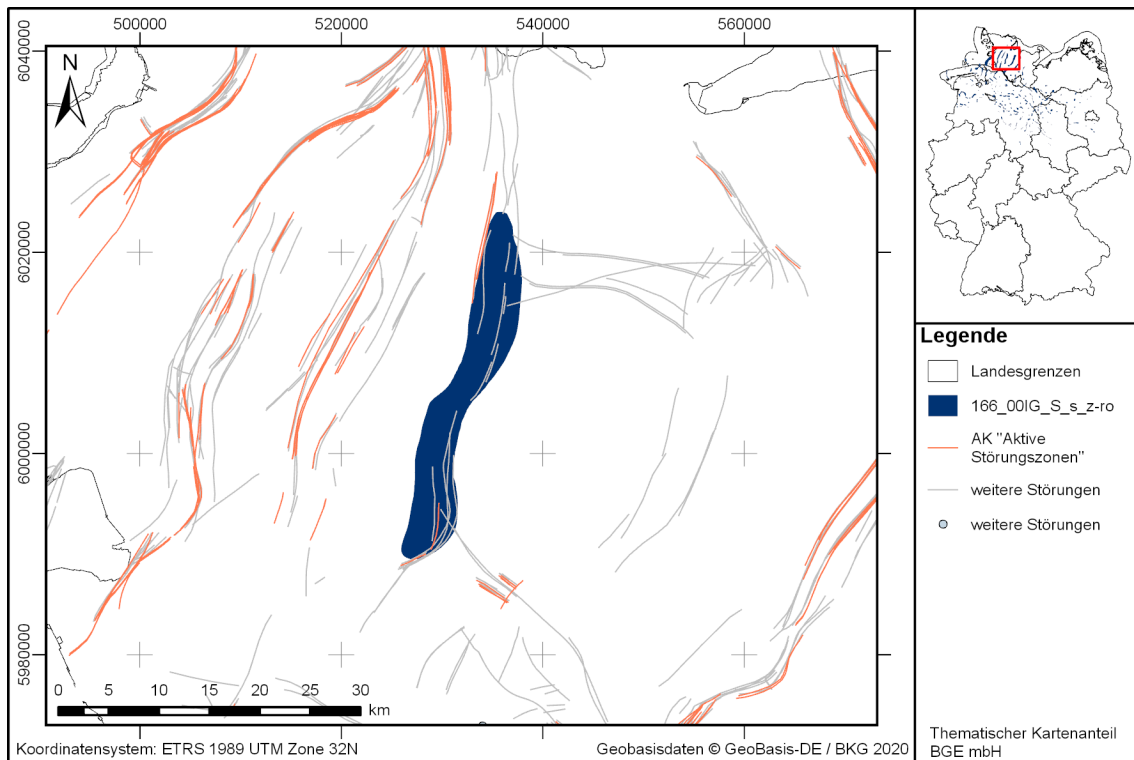 500000 520000 540000 560000
6040000
6020000
6000000
5980000
N
0 5 10 15 20 25 30
km
Koordinatensystem: ETRS 1989 UTM Zone 32N
Geobasisdaten © GeoBasis-DE / BKG 2020
Legende
Landesgrenzen
166_00IG_S_s_z-ro
AK "Aktive
Störungszonen"
weitere Störungen
weitere Störungen
Thematischer Kartenanteil
BGE mbH